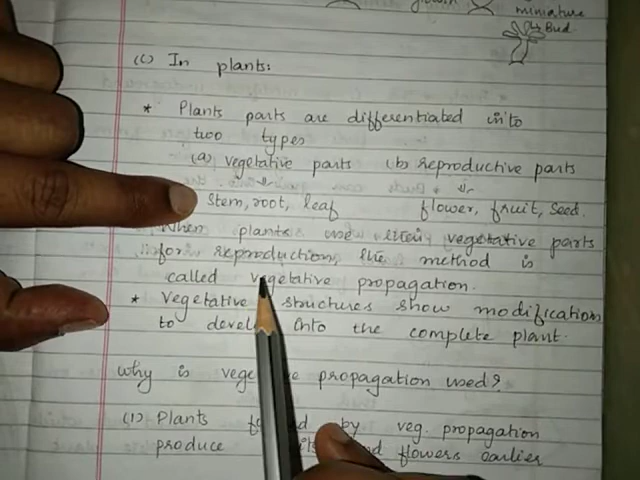 growth miniature
Bud
(c) In plants:
* Plants parts are differentiated into
two types
(a) vegetative parts (b) reproductive parts
stem, root, leaf flower, fruit, seed.
When plants use their vegetative parts
for reproduction, the method is
called vegetative propagation.
* Vegetative structures show modification
to into the complete plant.
Why is propagation used?
(1) Plants by veg. propagation
produce flowers earlier